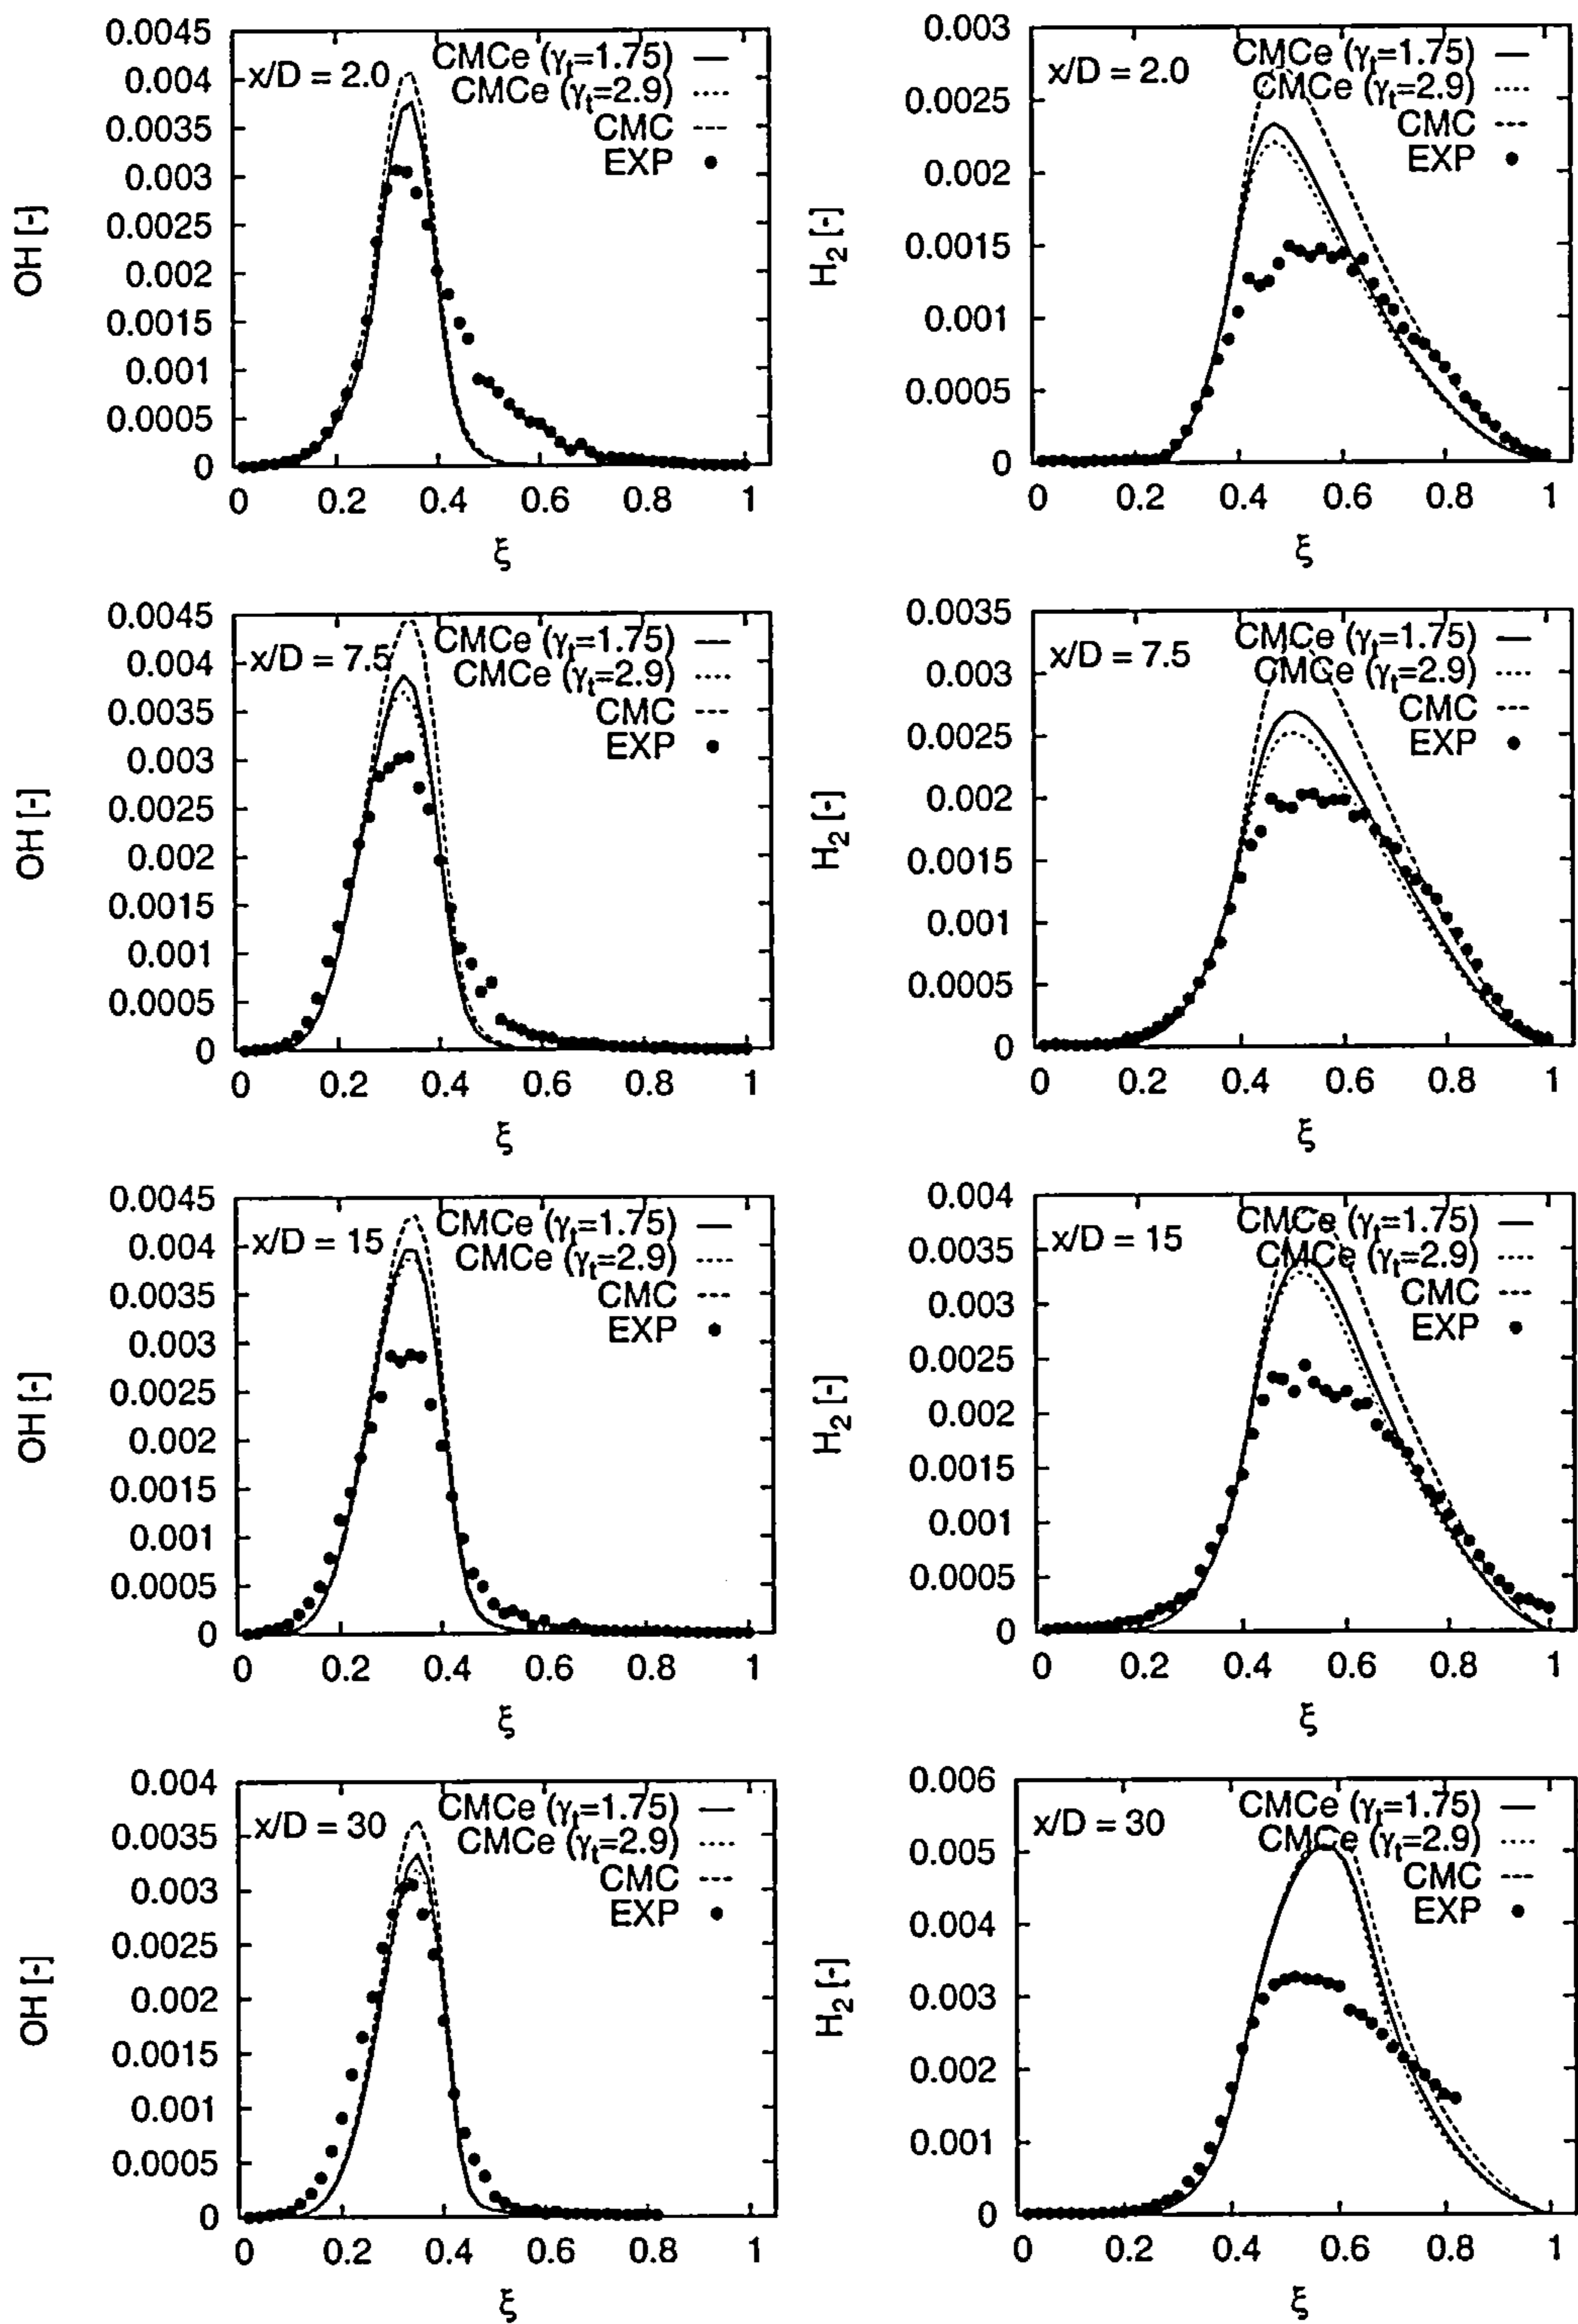 0.0045
0.004
0.0035
0.003
0.0025
0.002
0.0015
0.001
0.0005
0
OH [-]
x/D = 2.0
CMCe (γt=1.75)
CMCe (γt=2.9)
CMC
EXP
0 0.2 0.4 0.6 0.8 1
ξ
0.003
0.0025
0.002
0.0015
0.001
0.0005
0
H2 [-]
x/D = 2.0
CMCe (γt=1.75)
CMCe (γt=2.9)
CMC
EXP
0 0.2 0.4 0.6 0.8 1
ξ
0.0045
0.004
0.0035
0.003
0.0025
0.002
0.0015
0.001
0.0005
0
OH [-]
x/D = 7.5
CMCe (γt=1.75)
CMCe (γt=2.9)
CMC
EXP
0 0.2 0.4 0.6 0.8 1
ξ
0.0035
0.003
0.0025
0.002
0.0015
0.001
0.0005
0
H2 [-]
x/D = 7.5
CMCe (γt=1.75)
CMCe (γt=2.9)
CMC
EXP
0 0.2 0.4 0.6 0.8 1
ξ
0.0045
0.004
0.0035
0.003
0.0025
0.002
0.0015
0.001
0.0005
0
OH [-]
x/D = 15
CMCe (γt=1.75)
CMCe (γt=2.9)
CMC
EXP
0 0.2 0.4 0.6 0.8 1
ξ
0.004
0.0035
0.003
0.0025
0.002
0.0015
0.001
0.0005
0
H2 [-]
x/D = 15
CMCe (γt=1.75)
CMCe (γt=2.9)
CMC
EXP
0 0.2 0.4 0.6 0.8 1
ξ
0.004
0.0035
0.003
0.0025
0.002
0.0015
0.001
0.0005
0
OH [-]
x/D = 30
CMCe (γt=1.75)
CMCe (γt=2.9)
CMC
EXP
0 0.2 0.4 0.6 0.8 1
ξ
0.006
0.005
0.004
0.003
0.002
0.001
0
H2 [-]
x/D = 30
CMCe (γt=1.75)
CMCe (γt=2.9)
CMC
EXP
0 0.2 0.4 0.6 0.8 1
ξ